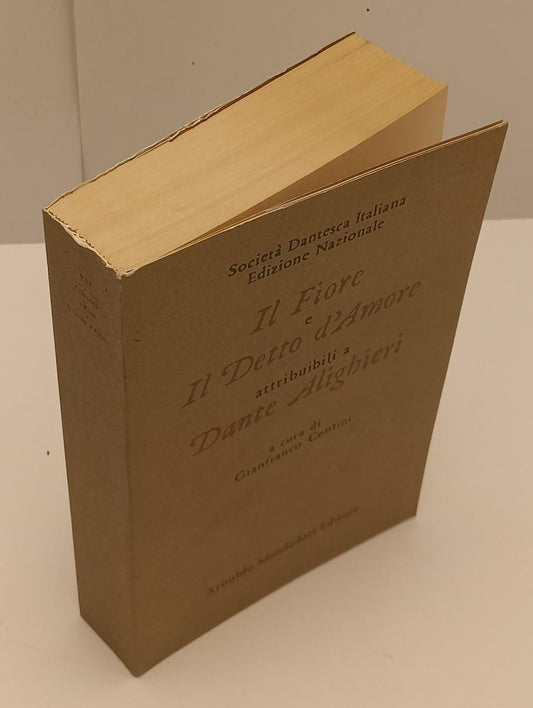 Società Dantesca Italiana
Edizione Nazionale
Il Fiore
e
Il Detto d'Amore
attribuibili a
Dante Alighieri
a cura di
Gianfranco Contini
Arnoldo Mondadori Editore